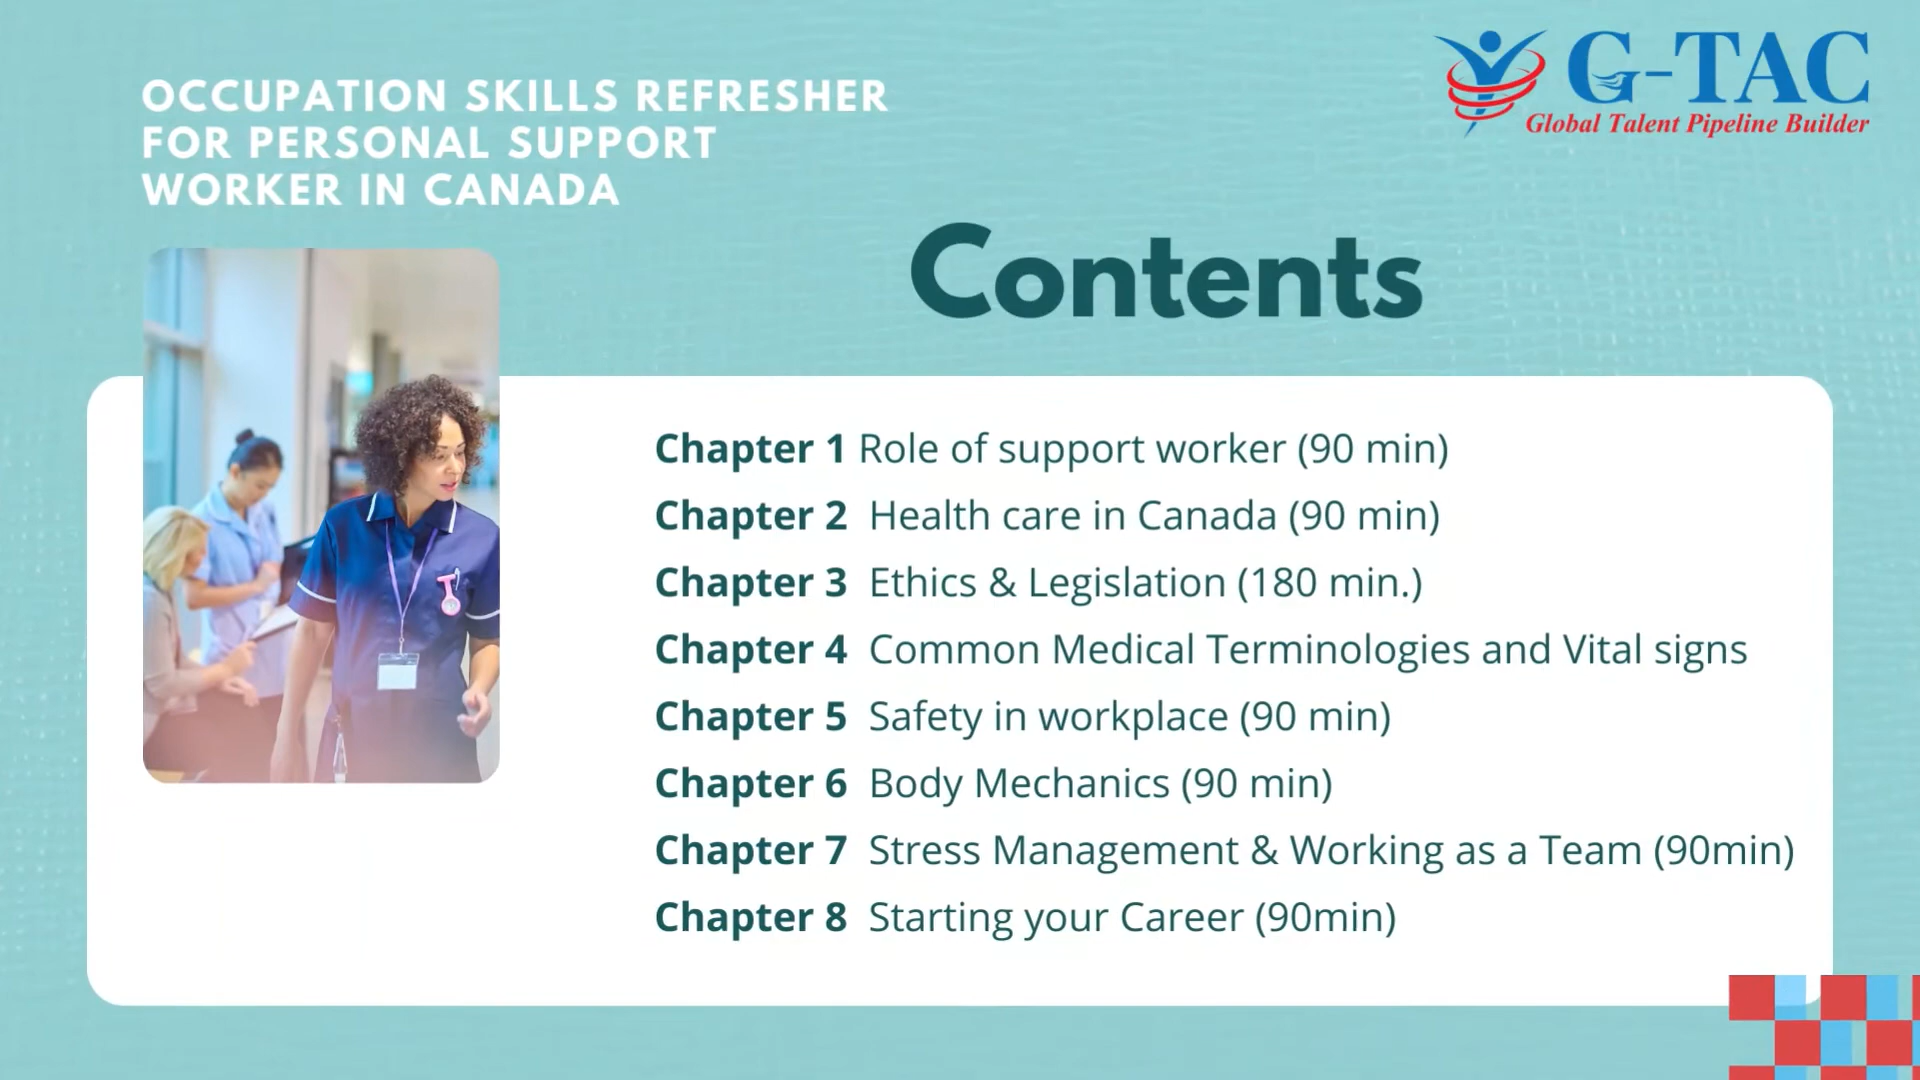 OCCUPATION SKILLS REFRESHER
FOR PERSONAL SUPPORT
WORKER IN CANADA
G-TAC
Global Talent Pipeline Builder
Contents
Chapter 1 Role of support worker (90 min)
Chapter 2 Health care in Canada (90 min)
Chapter 3 Ethics & Legislation (180 min.)
Chapter 4 Common Medical Terminologies and Vital signs
Chapter 5 Safety in workplace (90 min)
Chapter 6 Body Mechanics (90 min)
Chapter 7 Stress Management & Working as a Team (90min)
Chapter 8 Starting your Career (90min)